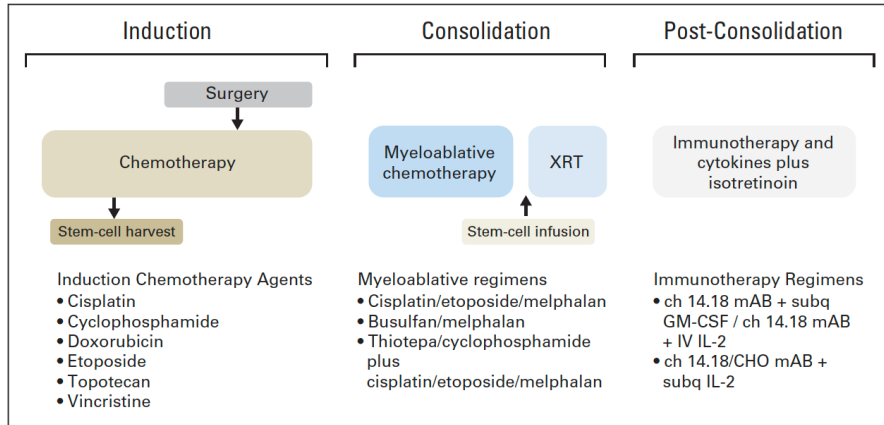 Induction
Consolidation
Post-Consolidation
Surgery
Chemotherapy
Stem-cell harvest
Myeloablative
chemotherapy
XRT
Stem-cell infusion
Immunotherapy and
cytokines plus
isotretinoin
Induction Chemotherapy Agents
• Cisplatin
• Cyclophosphamide
• Doxorubicin
• Etoposide
• Topotecan
• Vincristine
Myeloablative regimens
• Cisplatin/etoposide/melphalan
• Busulfan/melphalan
• Thiotepa/cyclophosphamide
plus
cisplatin/etoposide/melphalan
Immunotherapy Regimens
• ch 14.18 mAB + subq
GM-CSF / ch 14.18 mAB
+ IV IL-2
• ch 14.18/CHO mAB +
subq IL-2